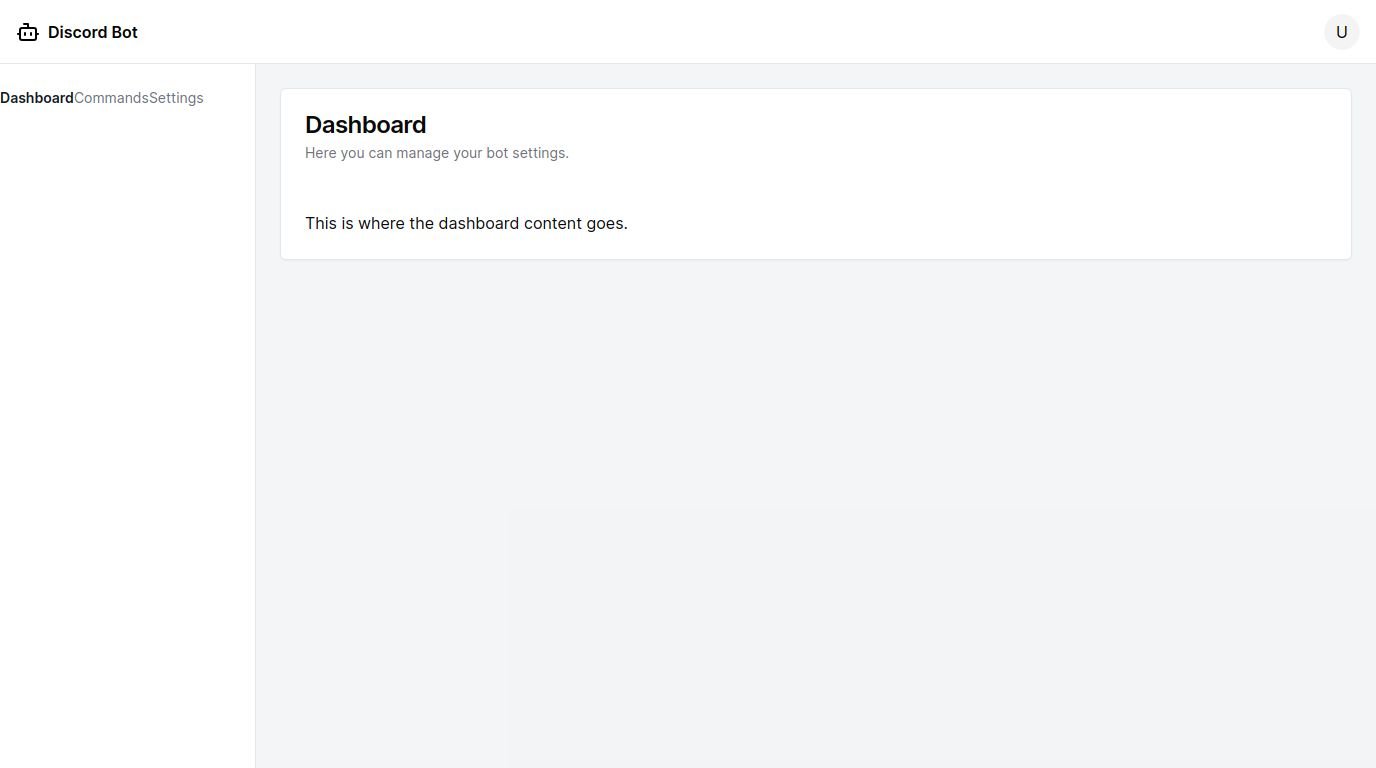 Discord Bot
U
DashboardCommandsSettings
Dashboard
Here you can manage your bot settings.
This is where the dashboard content goes.